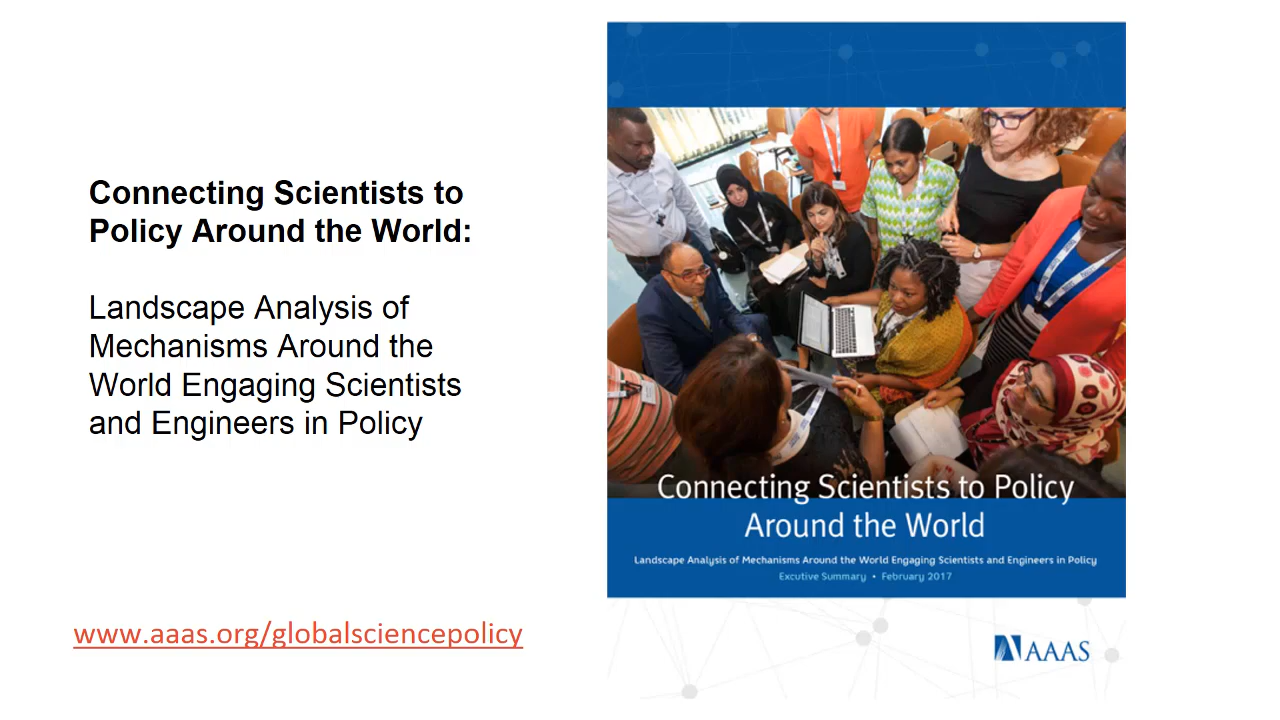 Connecting Scientists to
Policy Around the World:
Landscape Analysis of
Mechanisms Around the
World Engaging Scientists
and Engineers in Policy
www.aaas.org/globalsciencepolicy
Connecting Scientists to Policy
Around the World
Landscape Analysis of Mechanisms Around the World Engaging Scientists and Engineers in Policy
Excutive Summary • February 2017
AAAS